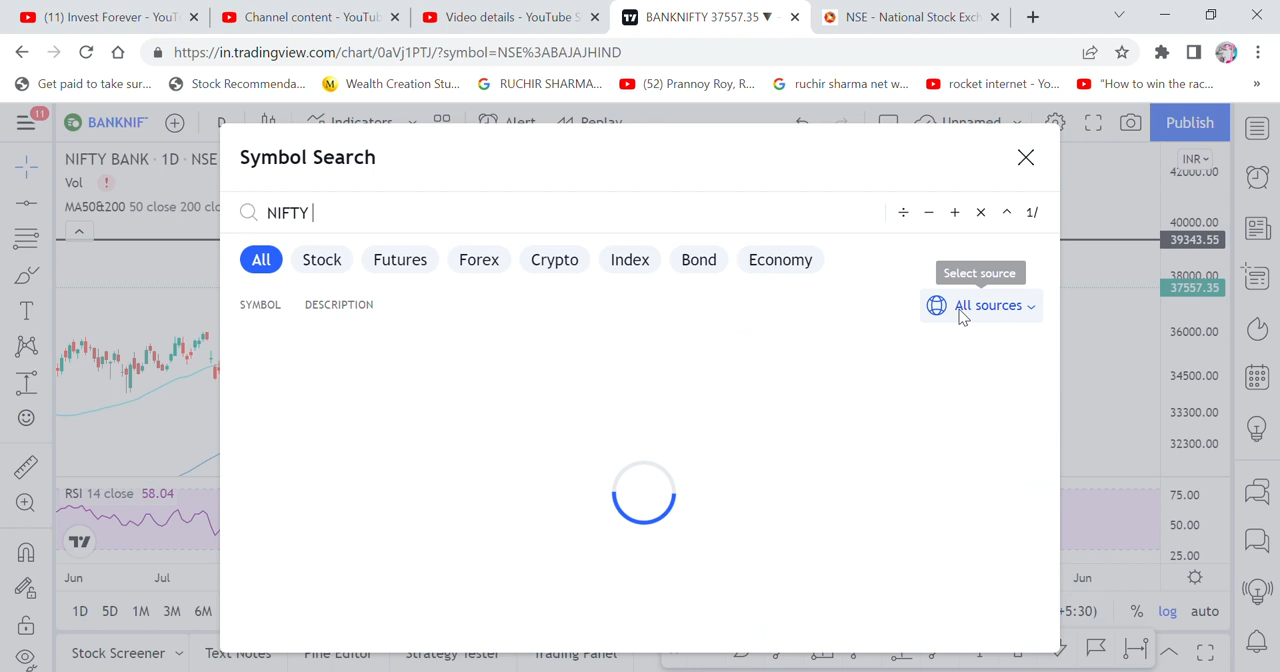 (11) Invest Forever - YouT
Channel content - YouTub
Video details - YouTube S
BANKNIFTY 37557.35 ▼
NSE - National Stock Exch
https://in.tradingview.com/chart/0aVj1PTJ/?symbol=NSE%3ABAJAJHIND
Get paid to take sur...
Stock Recommenda...
Wealth Creation Stu...
RUCHIR SHARMA...
(52) Prannoy Roy, R...
ruchir sharma net w...
rocket internet - Yo...
"How to win the rac...
»
11
BANKNIF
D
Indicators
Alert
Replay
Unnamed
Publish
NIFTY BANK · 1D · NSE
Vol
MA50&200 50 close 200 clo
Symbol Search
NIFTY
÷ − + × ^ 1/
All
Stock
Futures
Forex
Crypto
Index
Bond
Economy
Select source
SYMBOL
DESCRIPTION
All sources
INR
42000.00
40000.00
39343.55
38000.00
37557.35
36000.00
34500.00
33300.00
32300.00
RSI 14 close 58.04
75.00
50.00
25.00
Jun
Jul
Jun
1D 5D 1M 3M 6M
+5:30)
%
log
auto
Stock Screener
Text Notes
Pine Editor
Strategy Tester
Trading Panel